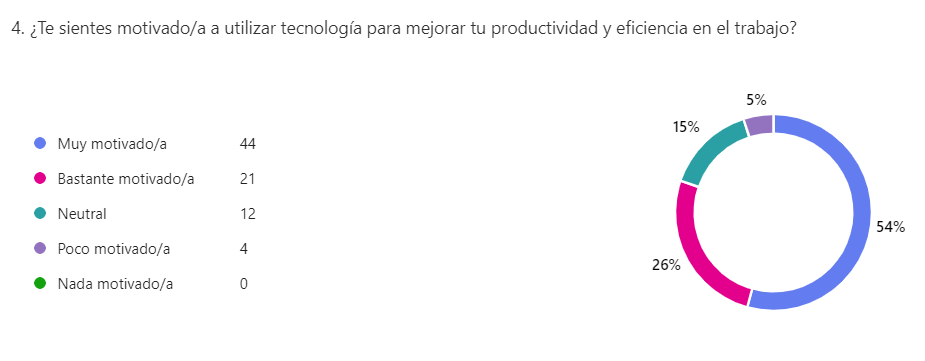 4. ¿Te sientes motivado/a a utilizar tecnología para mejorar tu productividad y eficiencia en el trabajo?
Muy motivado/a 44
Bastante motivado/a 21
Neutral 12
Poco motivado/a 4
Nada motivado/a 0
5%
15%
54%
26%